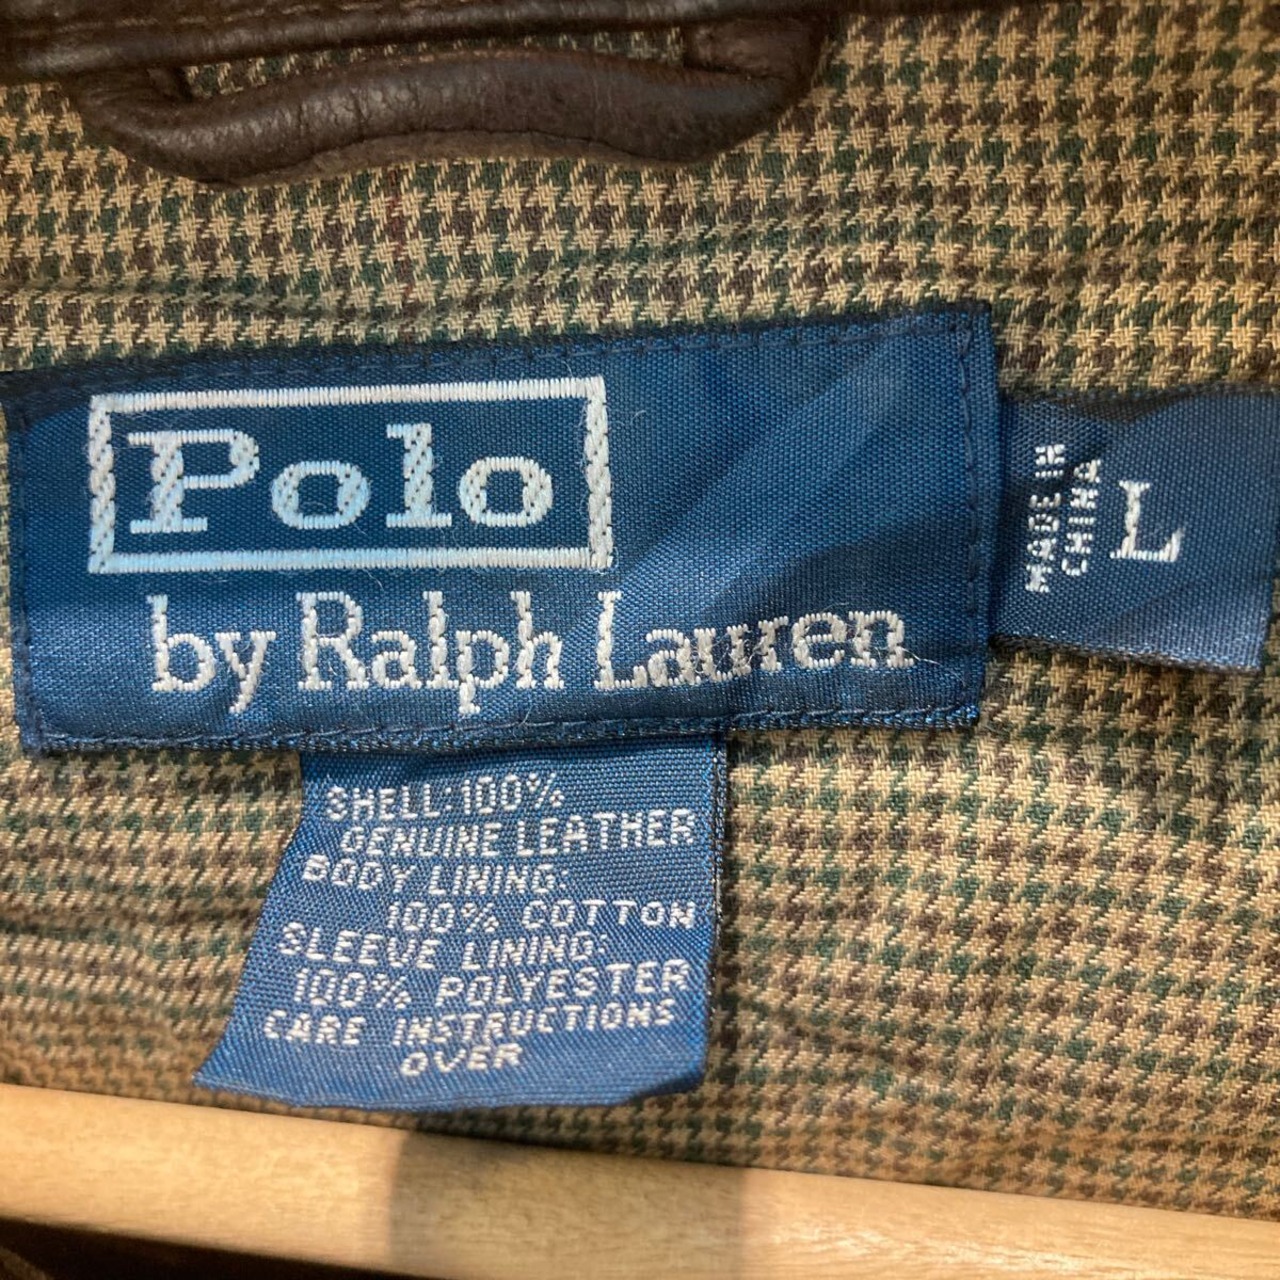 Polo
by Ralph Lauren
MADE IN
CHINA
L
SHELL:100%
GENUINE LEATHER
BODY LINING:
100% COTTON
SLEEVE LINING:
100% POLYESTER
CARE INSTRUCTIONS
OVER